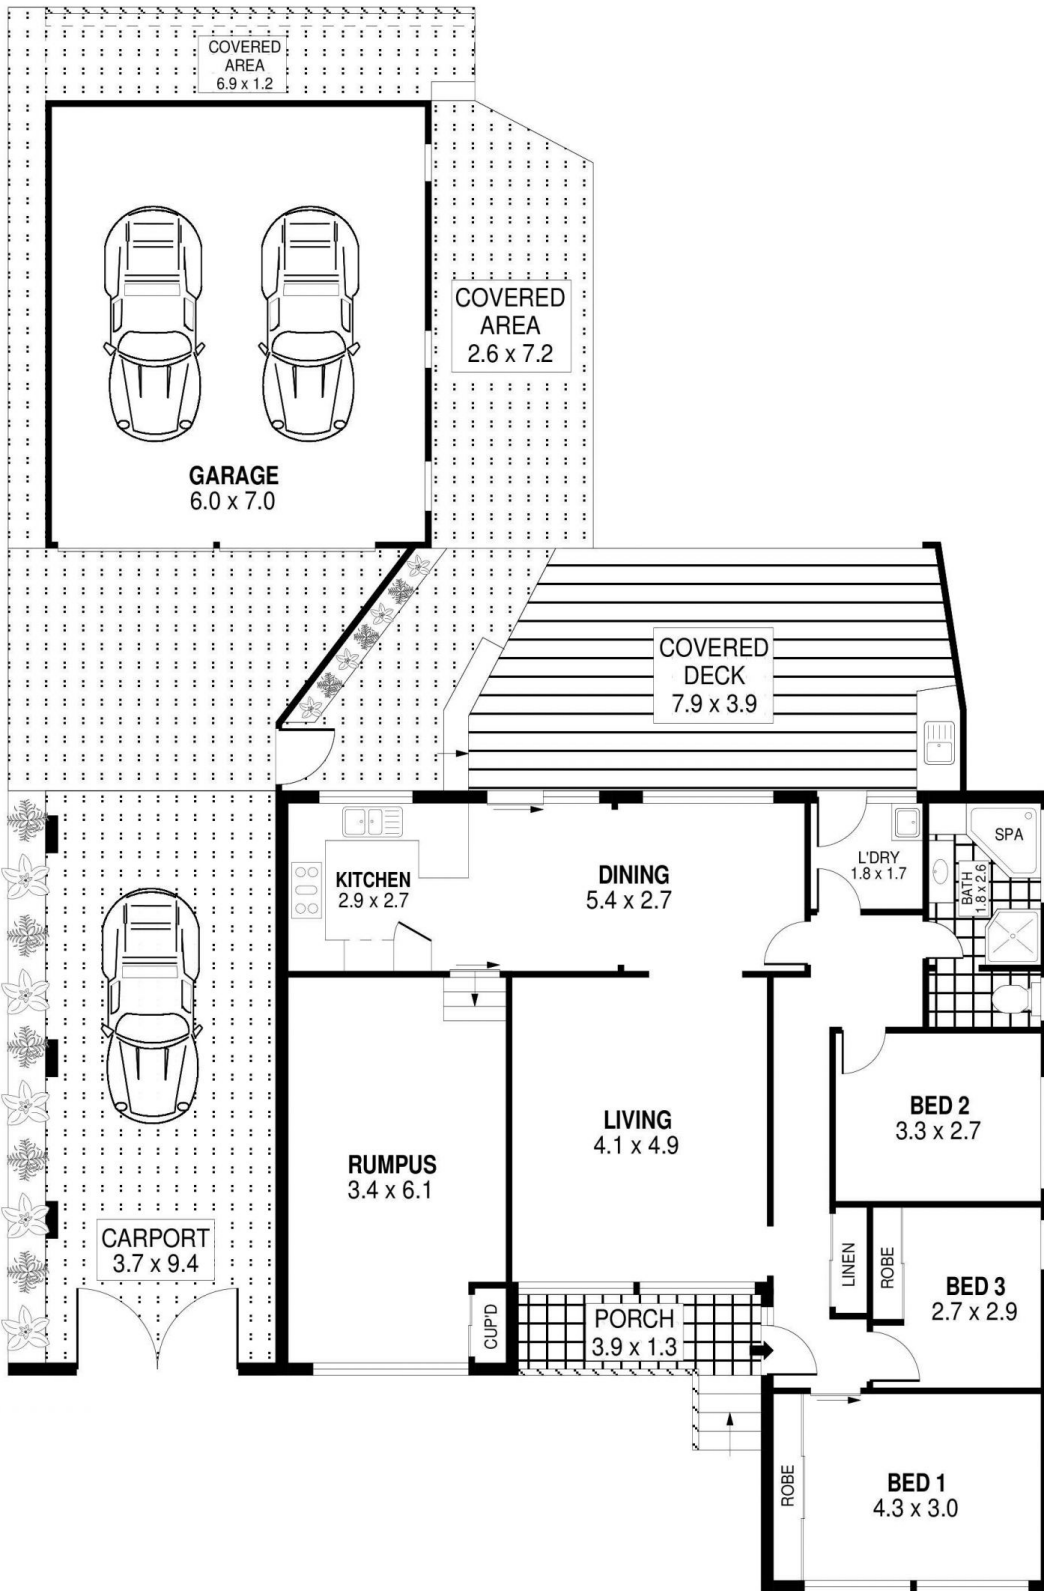 COVERED
AREA
6.9 x 1.2
COVERED
AREA
2.6 x 7.2
GARAGE
6.0 x 7.0
COVERED
DECK
7.9 x 3.9
KITCHEN
2.9 x 2.7
DINING
5.4 x 2.7
L'DRY
1.8 x 1.7
BATH
1.8 x 2.6
SPA
BED 2
3.3 x 2.7
LIVING
4.1 x 4.9
RUMPUS
3.4 x 6.1
CARPORT
3.7 x 9.4
LINEN
ROBE
BED 3
2.7 x 2.9
CUP'D
PORCH
3.9 x 1.3
ROBE
BED 1
4.3 x 3.0